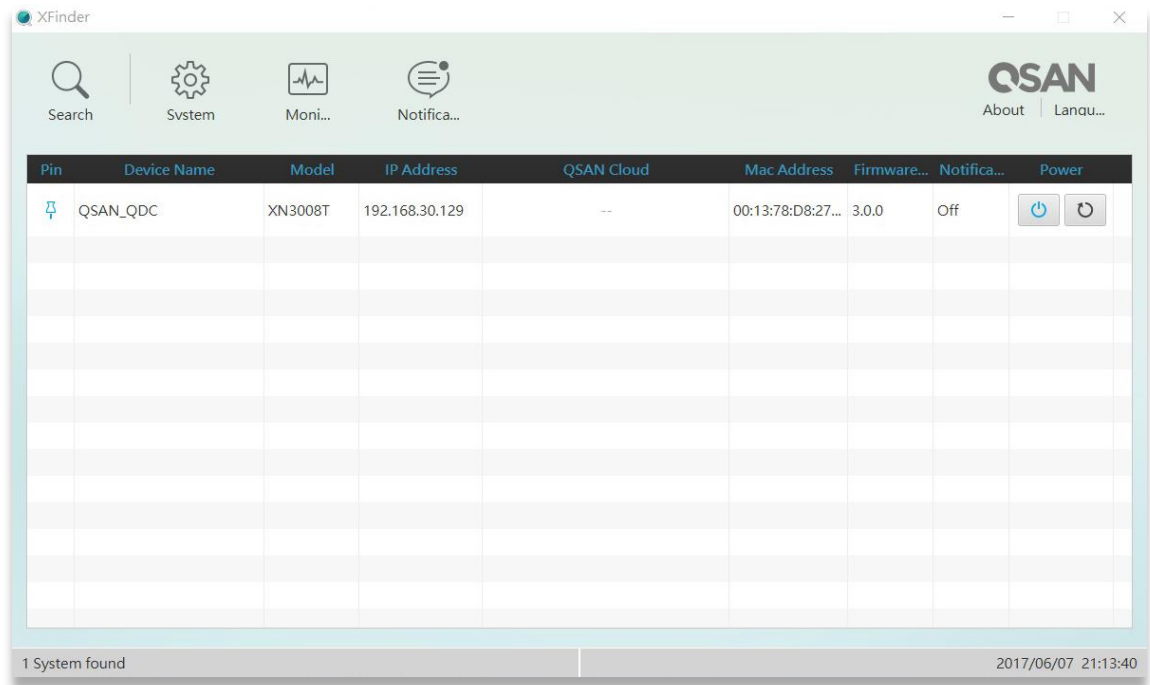 XFinder
QSAN
Search System Moni... Notifica... About Langu...
Pin Device Name Model IP Address QSAN Cloud Mac Address Firmware... Notifica... Power
QSAN_QDC XN3008T 192.168.30.129 -- 00:13:78:D8:27... 3.0.0 Off
1 System found 2017/06/07 21:13:40